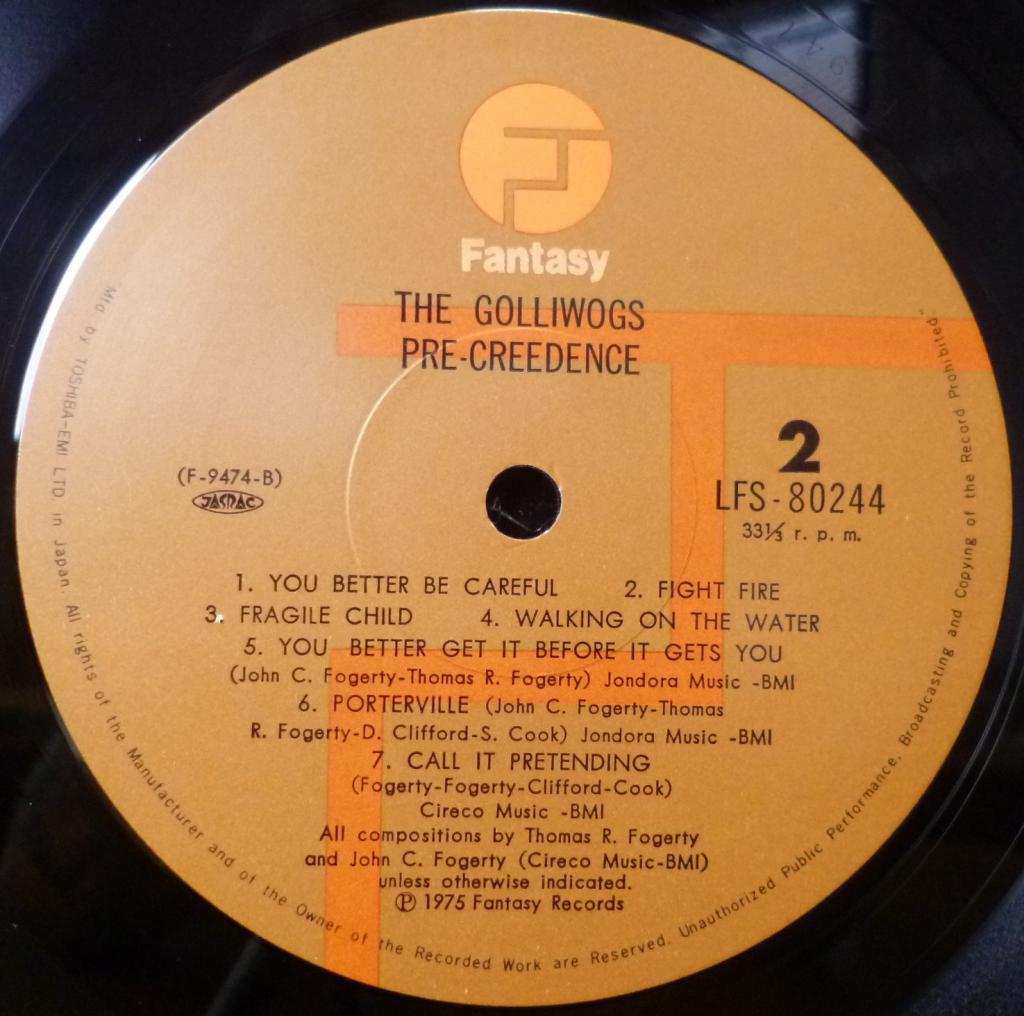 Fantasy
THE GOLLIWOGS
PRE-CREEDENCE
(F-9474-B)
JASRAC
2
LFS-80244
33⅓ r. p. m.
1. YOU BETTER BE CAREFUL 2. FIGHT FIRE
3. FRAGILE CHILD 4. WALKING ON THE WATER
5. YOU BETTER GET IT BEFORE IT GETS YOU
(John C. Fogerty-Thomas R. Fogerty) Jondora Music -BMI
6. PORTERVILLE (John C. Fogerty-Thomas
R. Fogerty-D. Clifford-S. Cook) Jondora Music -BMI
7. CALL IT PRETENDING
(Fogerty-Fogerty-Clifford-Cook)
Cireco Music -BMI
All compositions by Thomas R. Fogerty
and John C. Fogerty (Cireco Music-BMI)
unless otherwise indicated.
℗ 1975 Fantasy Records
Mfd by TOSHIBA-EMI LTD. in Japan. All rights of the Manufacturer and of the Owner of the Recorded Work are Reserved. Unauthorized Public Performance. Broadcasting and Copying of the Record Prohibited."